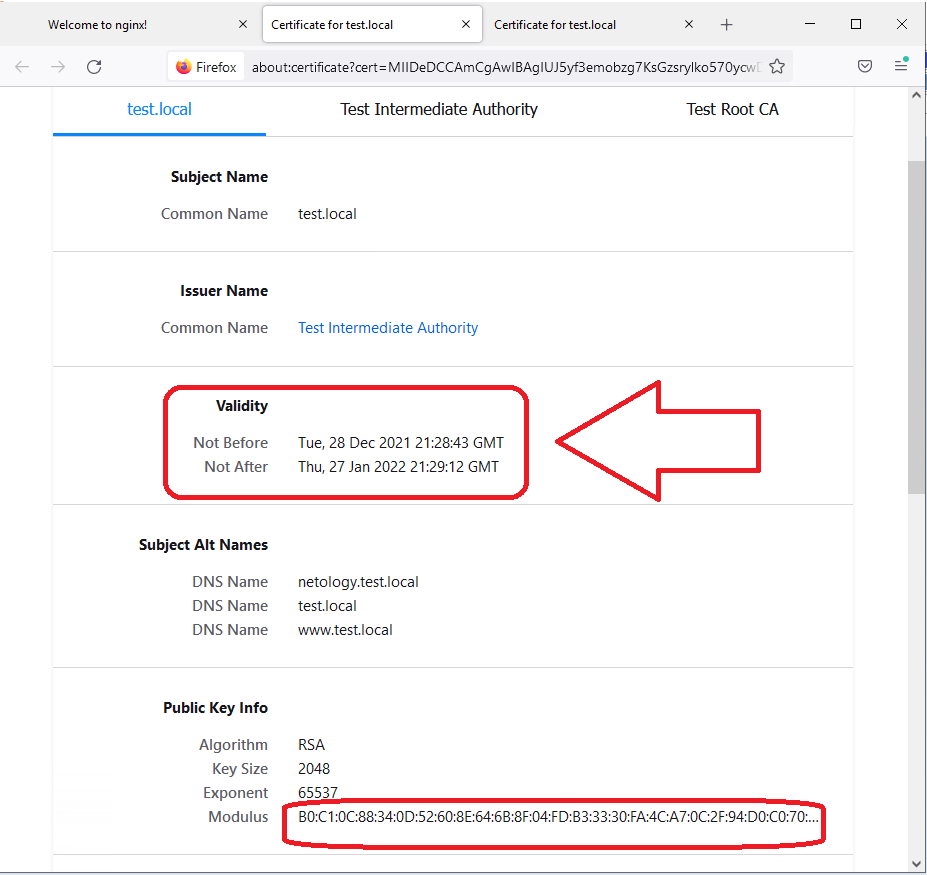 Welcome to nginx!
Certificate for test.local
Certificate for test.local
Firefox about:certificate?cert=MIIDeDCCAmCgAwIBAgIUJ5yf3emobzg7KsGzsrylko570ycwD
test.local Test Intermediate Authority Test Root CA
Subject Name
Common Name test.local
Issuer Name
Common Name Test Intermediate Authority
Validity
Not Before Tue, 28 Dec 2021 21:28:43 GMT
Not After Thu, 27 Jan 2022 21:29:12 GMT
Subject Alt Names
DNS Name netology.test.local
DNS Name test.local
DNS Name www.test.local
Public Key Info
Algorithm RSA
Key Size 2048
Exponent 65537
Modulus B0:C1:0C:88:34:0D:52:60:8E:64:6B:8F:04:FD:B3:33:30:FA:4C:A7:0C:2F:94:D0:C0:70:...